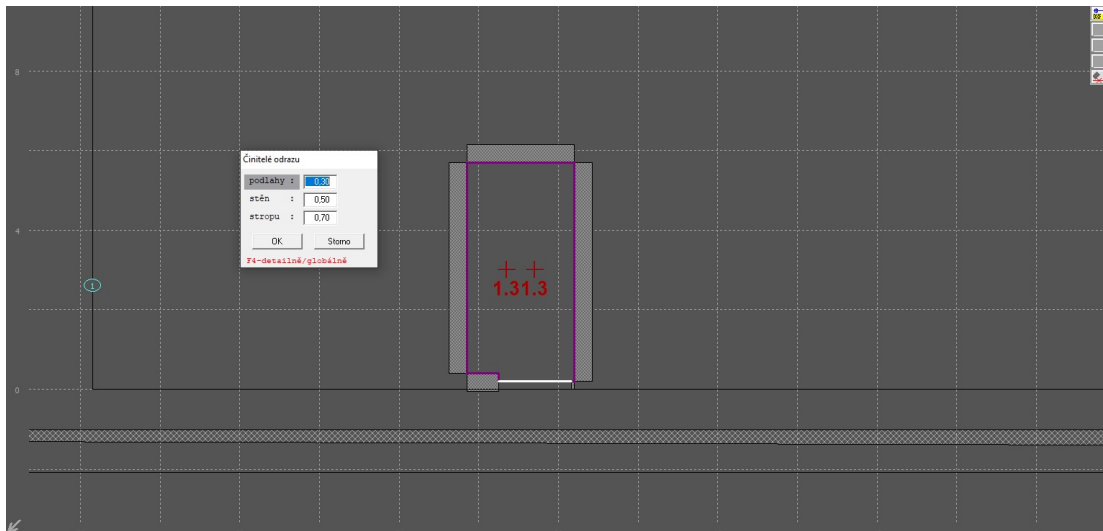 8
Činitelé odrazu
podlahy : 0,30
stěn : 0,50
stropu : 0,70
OK Storno
F4-detailně/globálně
4
1.31.3
1
0